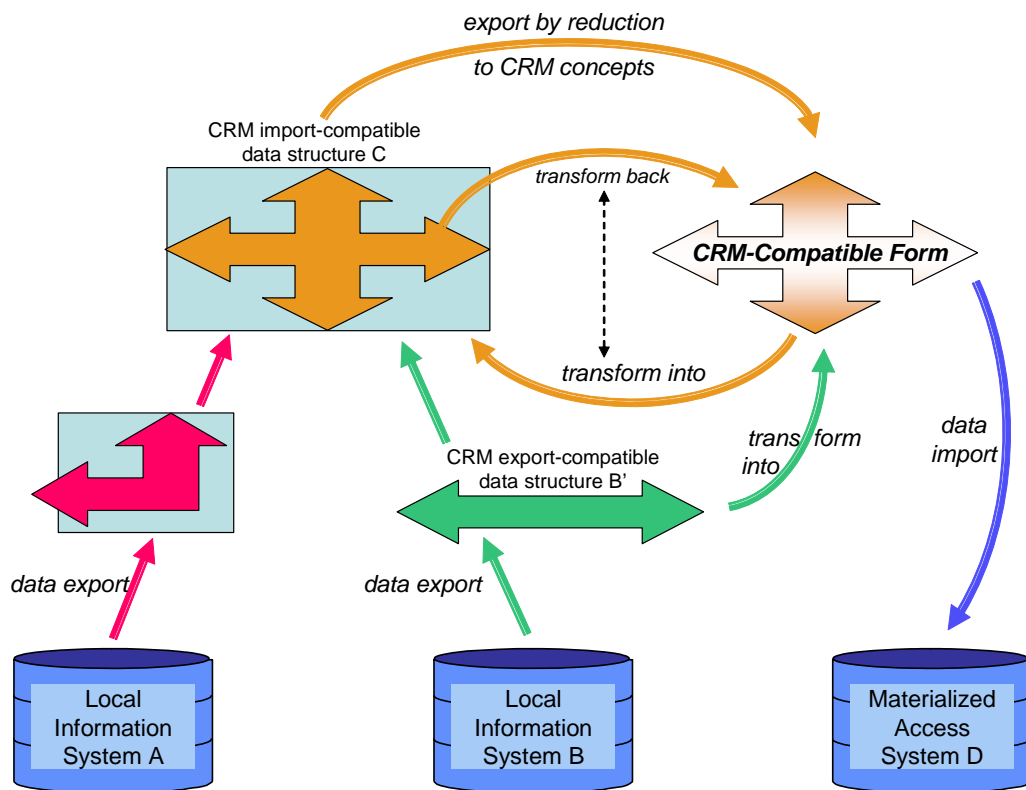 export by reduction
to CRM concepts
CRM import-compatible
data structure C
transform back
CRM-Compatible Form
transform into
transform
into
data
import
CRM export-compatible
data structure B’
data export
data export
Local
Information
System A
Local
Information
System B
Materialized
Access
System D